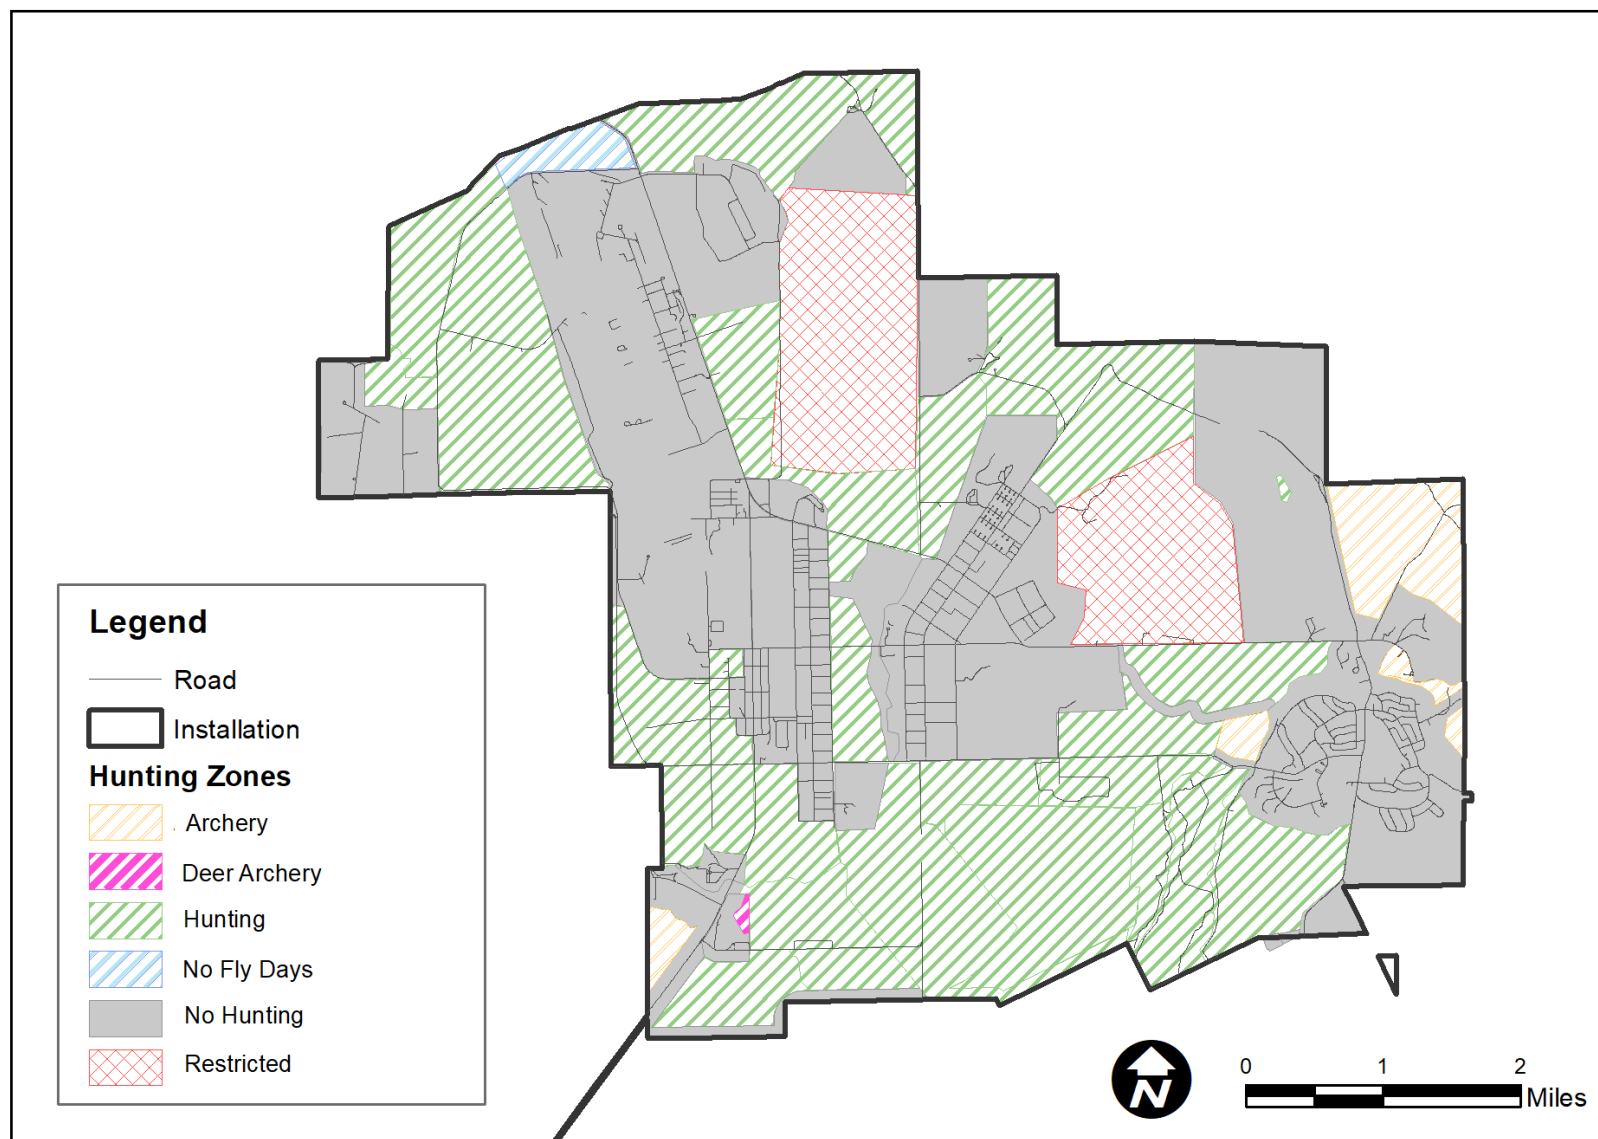 Legend
Road
Installation
Hunting Zones
Archery
Deer Archery
Hunting
No Fly Days
No Hunting
Restricted
N
0 1 2
Miles